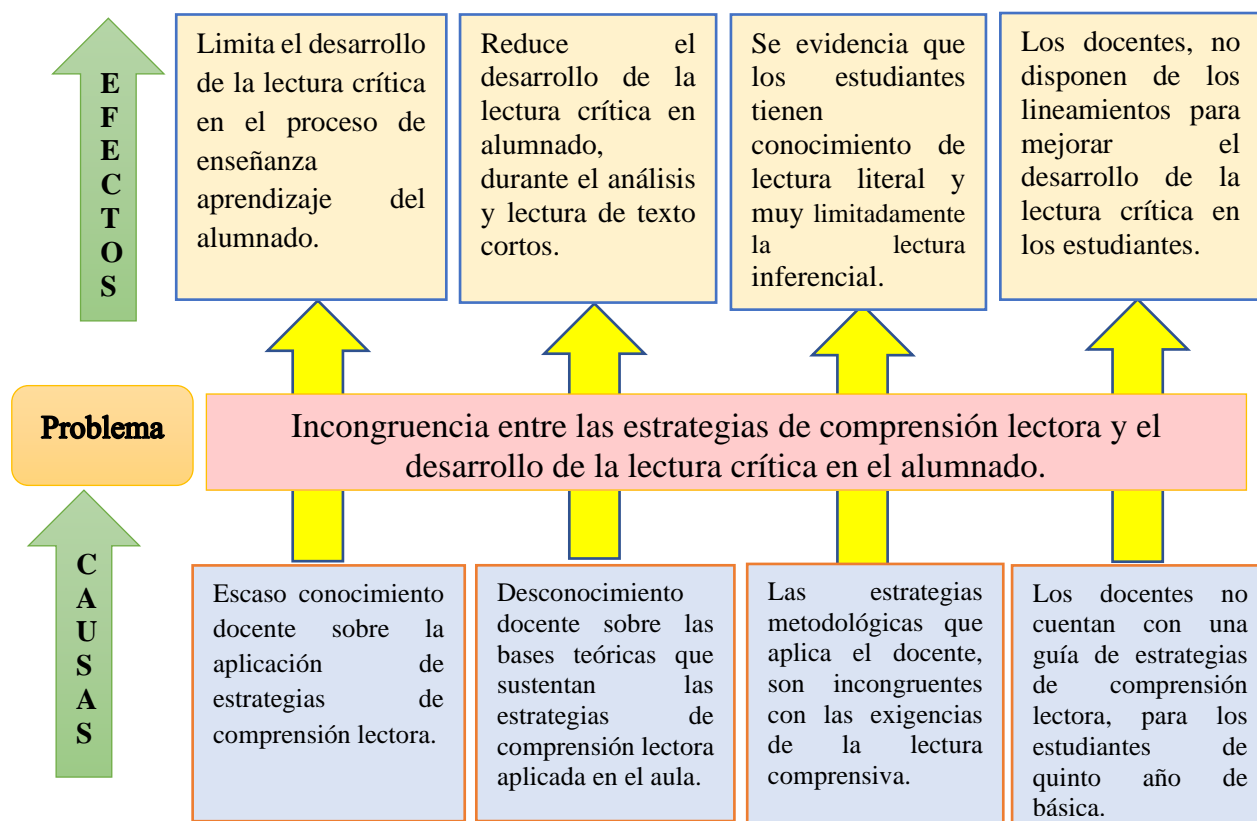 EFECTOS
Limita el desarrollo
de la lectura crítica
en el proceso de
enseñanza
aprendizaje del
alumnado.
Reduce el
desarrollo de la
lectura crítica en
alumnado,
durante el análisis
y lectura de texto
cortos.
Se evidencia que
los estudiantes
tienen
conocimiento de
lectura literal y
muy limitadamente
la lectura
inferencial.
Los docentes, no
disponen de los
lineamientos para
mejorar el
desarrollo de la
lectura crítica en
los estudiantes.
Problema
Incongruencia entre las estrategias de comprensión lectora y el
desarrollo de la lectura crítica en el alumnado.
CAUSAS
Escaso conocimiento
docente sobre la
aplicación de
estrategias de
comprensión lectora.
Desconocimiento
docente sobre las
bases teóricas que
sustentan las
estrategias de
comprensión lectora
aplicada en el aula.
Las estrategias
metodológicas que
aplica el docente,
son incongruentes
con las exigencias
de la lectura
comprensiva.
Los docentes no
cuentan con una
guía de estrategias
de comprensión
lectora, para los
estudiantes de
quinto año de
básica.